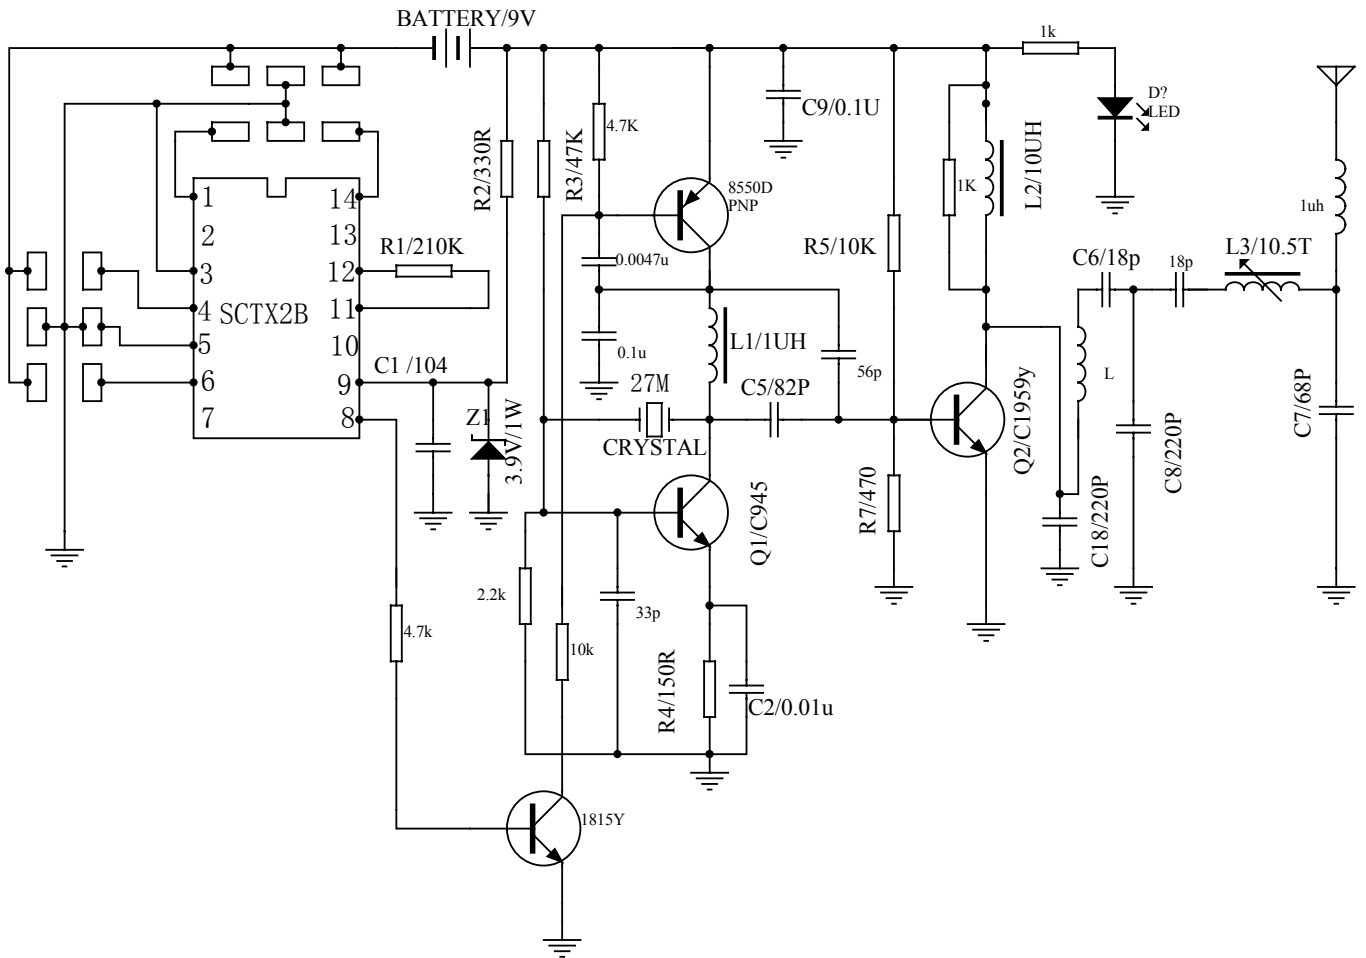 BATTERY/9V
1k
D?
LED
C9/0.1U
4.7K
R2/330R
R3/47K
8550D
PNP
1K
L2/10UH
1
14
2
13
3
12
4
11
5
10
6
9
7
8
SCTX2B
R1/210K
0.0047u
R5/10K
C6/18p
18p
L3/10.5T
1uh
0.1u
L1/1UH
56p
C1 /104
27M
C5/82P
CRYSTAL
Z1
3.9V/1W
Q2/C1959y
L
C8/220P
C7/68P
Q1/C945
R7/470
C18/220P
2.2k
33p
4.7k
10k
R4/150R
C2/0.01u
1815Y